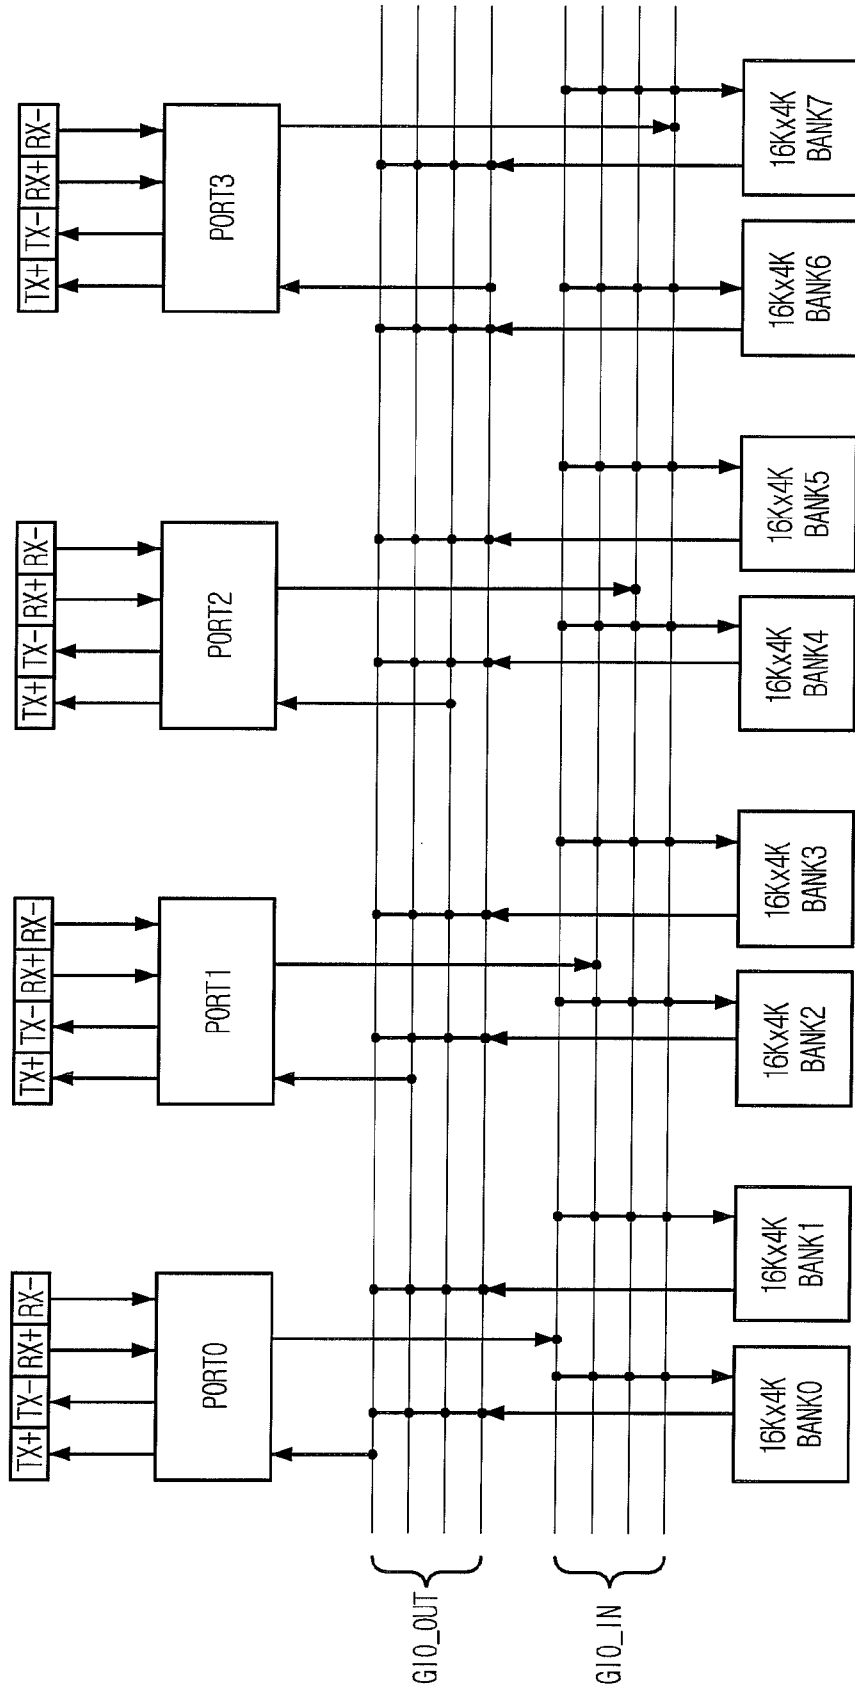 TX+ TX- RX+ RX-
TX+ TX- RX+ RX-
TX+ TX- RX+ RX-
TX+ TX- RX+ RX-
PORT0
PORT1
PORT2
PORT3
GIO_OUT
GIO_IN
16Kx4K
BANK0
16Kx4K
BANK1
16Kx4K
BANK2
16Kx4K
BANK3
16Kx4K
BANK4
16Kx4K
BANK5
16Kx4K
BANK6
16Kx4K
BANK7